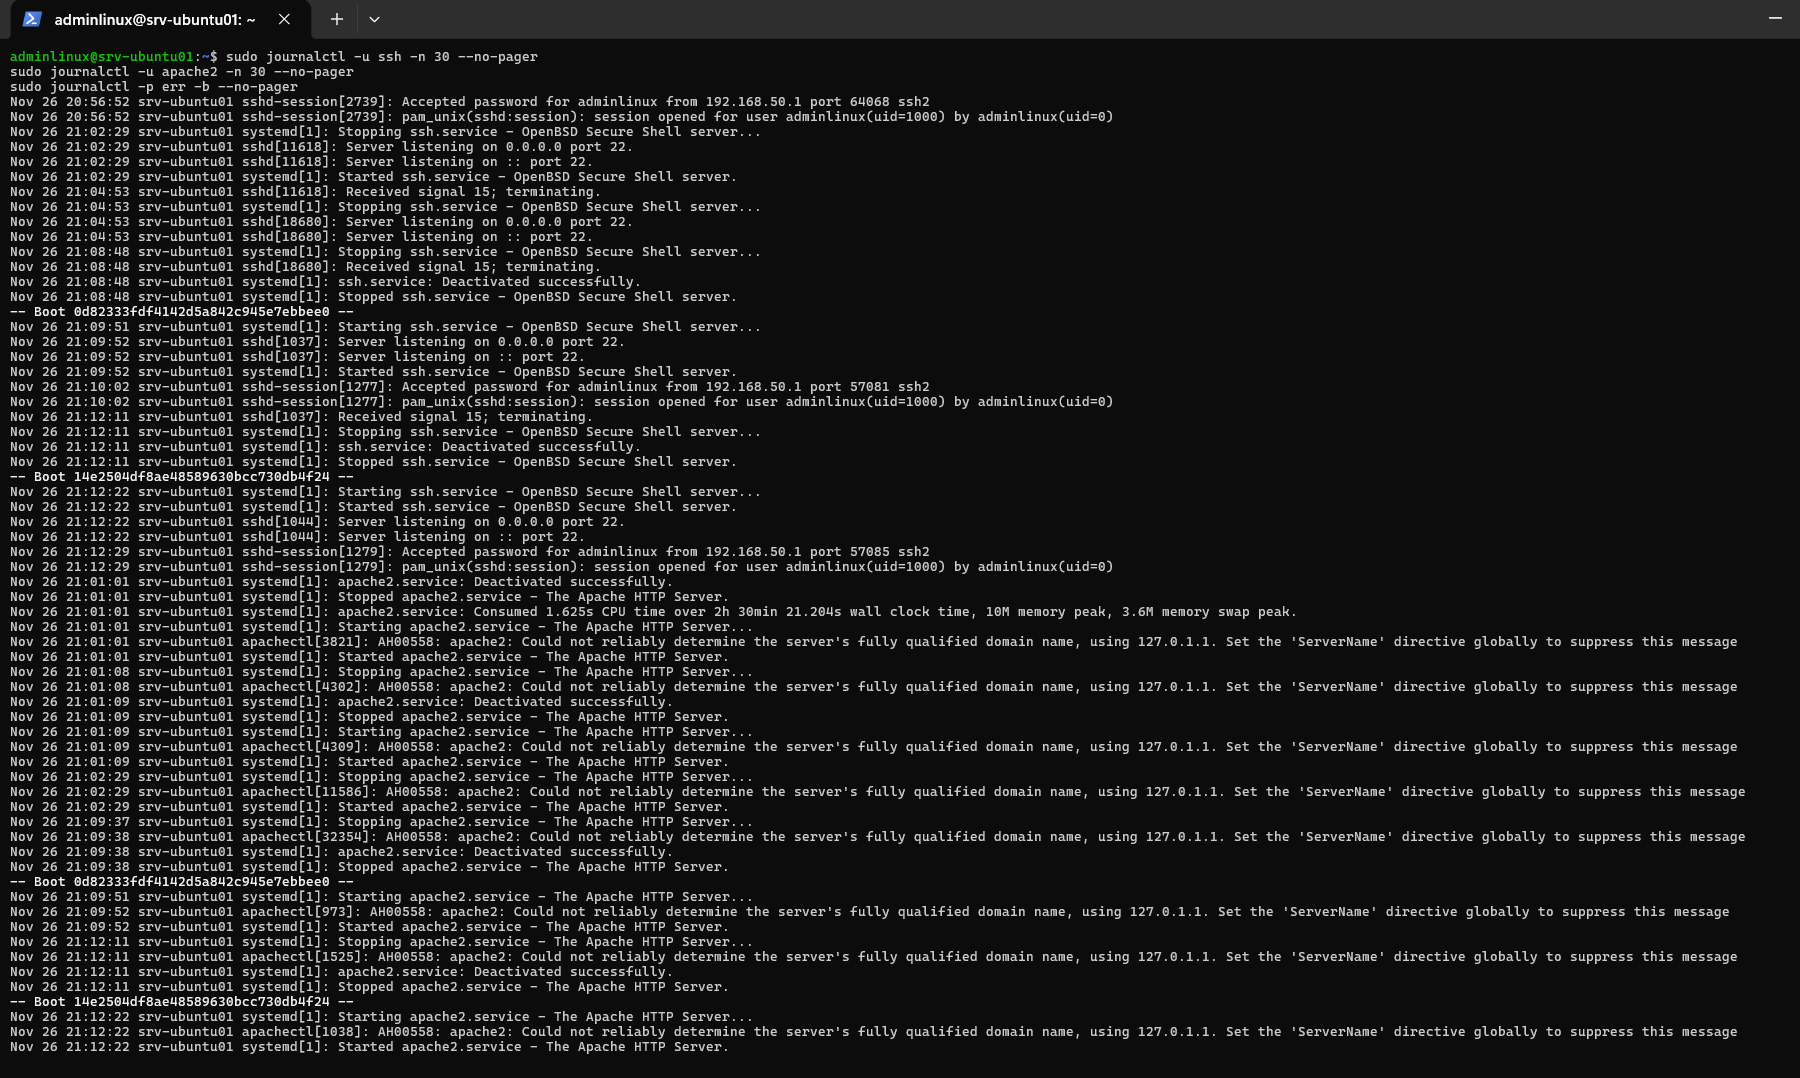 adminlinux@srv-ubuntu01: ~
adminlinux@srv-ubuntu01:~$ sudo journalctl -u ssh -n 30 --no-pager
sudo journalctl -u apache2 -n 30 --no-pager
sudo journalctl -p err -b --no-pager
Nov 26 20:56:52 srv-ubuntu01 sshd-session[2739]: Accepted password for adminlinux from 192.168.50.1 port 64068 ssh2
Nov 26 20:56:52 srv-ubuntu01 sshd-session[2739]: pam_unix(sshd:session): session opened for user adminlinux(uid=1000) by adminlinux(uid=0)
Nov 26 21:02:29 srv-ubuntu01 systemd[1]: Stopping ssh.service - OpenBSD Secure Shell server...
Nov 26 21:02:29 srv-ubuntu01 sshd[11618]: Server listening on 0.0.0.0 port 22.
Nov 26 21:02:29 srv-ubuntu01 sshd[11618]: Server listening on :: port 22.
Nov 26 21:02:29 srv-ubuntu01 systemd[1]: Started ssh.service - OpenBSD Secure Shell server.
Nov 26 21:04:53 srv-ubuntu01 sshd[11618]: Received signal 15; terminating.
Nov 26 21:04:53 srv-ubuntu01 systemd[1]: Stopping ssh.service - OpenBSD Secure Shell server...
Nov 26 21:04:53 srv-ubuntu01 sshd[18680]: Server listening on 0.0.0.0 port 22.
Nov 26 21:04:53 srv-ubuntu01 sshd[18680]: Server listening on :: port 22.
Nov 26 21:08:48 srv-ubuntu01 systemd[1]: Stopping ssh.service - OpenBSD Secure Shell server...
Nov 26 21:08:48 srv-ubuntu01 sshd[18680]: Received signal 15; terminating.
Nov 26 21:08:48 srv-ubuntu01 systemd[1]: ssh.service: Deactivated successfully.
Nov 26 21:08:48 srv-ubuntu01 systemd[1]: Stopped ssh.service - OpenBSD Secure Shell server.
-- Boot 0d82333fdf4142d5a842c945e7ebbee0 --
Nov 26 21:09:51 srv-ubuntu01 systemd[1]: Starting ssh.service - OpenBSD Secure Shell server...
Nov 26 21:09:52 srv-ubuntu01 sshd[1037]: Server listening on 0.0.0.0 port 22.
Nov 26 21:09:52 srv-ubuntu01 sshd[1037]: Server listening on :: port 22.
Nov 26 21:09:52 srv-ubuntu01 systemd[1]: Started ssh.service - OpenBSD Secure Shell server.
Nov 26 21:10:02 srv-ubuntu01 sshd-session[1277]: Accepted password for adminlinux from 192.168.50.1 port 57081 ssh2
Nov 26 21:10:02 srv-ubuntu01 sshd-session[1277]: pam_unix(sshd:session): session opened for user adminlinux(uid=1000) by adminlinux(uid=0)
Nov 26 21:12:11 srv-ubuntu01 sshd[1037]: Received signal 15; terminating.
Nov 26 21:12:11 srv-ubuntu01 systemd[1]: Stopping ssh.service - OpenBSD Secure Shell server...
Nov 26 21:12:11 srv-ubuntu01 systemd[1]: ssh.service: Deactivated successfully.
Nov 26 21:12:11 srv-ubuntu01 systemd[1]: Stopped ssh.service - OpenBSD Secure Shell server.
-- Boot 14e2504df8ae48589630bcc730db4f24 --
Nov 26 21:12:22 srv-ubuntu01 systemd[1]: Starting ssh.service - OpenBSD Secure Shell server...
Nov 26 21:12:22 srv-ubuntu01 systemd[1]: Started ssh.service - OpenBSD Secure Shell server.
Nov 26 21:12:22 srv-ubuntu01 sshd[1044]: Server listening on 0.0.0.0 port 22.
Nov 26 21:12:22 srv-ubuntu01 sshd[1044]: Server listening on :: port 22.
Nov 26 21:12:29 srv-ubuntu01 sshd-session[1279]: Accepted password for adminlinux from 192.168.50.1 port 57085 ssh2
Nov 26 21:12:29 srv-ubuntu01 sshd-session[1279]: pam_unix(sshd:session): session opened for user adminlinux(uid=1000) by adminlinux(uid=0)
Nov 26 21:01:01 srv-ubuntu01 systemd[1]: apache2.service: Deactivated successfully.
Nov 26 21:01:01 srv-ubuntu01 systemd[1]: Stopped apache2.service - The Apache HTTP Server.
Nov 26 21:01:01 srv-ubuntu01 systemd[1]: apache2.service: Consumed 1.625s CPU time over 2h 30min 21.204s wall clock time, 10M memory peak, 3.6M memory swap peak.
Nov 26 21:01:01 srv-ubuntu01 systemd[1]: Starting apache2.service - The Apache HTTP Server...
Nov 26 21:01:01 srv-ubuntu01 apachectl[3821]: AH00558: apache2: Could not reliably determine the server's fully qualified domain name, using 127.0.1.1. Set the 'ServerName' directive globally to suppress this message
Nov 26 21:01:01 srv-ubuntu01 systemd[1]: Started apache2.service - The Apache HTTP Server.
Nov 26 21:01:08 srv-ubuntu01 systemd[1]: Stopping apache2.service - The Apache HTTP Server...
Nov 26 21:01:08 srv-ubuntu01 apachectl[4302]: AH00558: apache2: Could not reliably determine the server's fully qualified domain name, using 127.0.1.1. Set the 'ServerName' directive globally to suppress this message
Nov 26 21:01:09 srv-ubuntu01 systemd[1]: apache2.service: Deactivated successfully.
Nov 26 21:01:09 srv-ubuntu01 systemd[1]: Stopped apache2.service - The Apache HTTP Server.
Nov 26 21:01:09 srv-ubuntu01 systemd[1]: Starting apache2.service - The Apache HTTP Server...
Nov 26 21:01:09 srv-ubuntu01 apachectl[4309]: AH00558: apache2: Could not reliably determine the server's fully qualified domain name, using 127.0.1.1. Set the 'ServerName' directive globally to suppress this message
Nov 26 21:01:09 srv-ubuntu01 systemd[1]: Started apache2.service - The Apache HTTP Server.
Nov 26 21:02:29 srv-ubuntu01 systemd[1]: Stopping apache2.service - The Apache HTTP Server...
Nov 26 21:02:29 srv-ubuntu01 apachectl[11586]: AH00558: apache2: Could not reliably determine the server's fully qualified domain name, using 127.0.1.1. Set the 'ServerName' directive globally to suppress this message
Nov 26 21:02:29 srv-ubuntu01 systemd[1]: Started apache2.service - The Apache HTTP Server.
Nov 26 21:09:37 srv-ubuntu01 systemd[1]: Stopping apache2.service - The Apache HTTP Server...
Nov 26 21:09:38 srv-ubuntu01 apachectl[32354]: AH00558: apache2: Could not reliably determine the server's fully qualified domain name, using 127.0.1.1. Set the 'ServerName' directive globally to suppress this message
Nov 26 21:09:38 srv-ubuntu01 systemd[1]: apache2.service: Deactivated successfully.
Nov 26 21:09:38 srv-ubuntu01 systemd[1]: Stopped apache2.service - The Apache HTTP Server.
-- Boot 0d82333fdf4142d5a842c945e7ebbee0 --
Nov 26 21:09:51 srv-ubuntu01 systemd[1]: Starting apache2.service - The Apache HTTP Server...
Nov 26 21:09:52 srv-ubuntu01 apachectl[973]: AH00558: apache2: Could not reliably determine the server's fully qualified domain name, using 127.0.1.1. Set the 'ServerName' directive globally to suppress this message
Nov 26 21:09:52 srv-ubuntu01 systemd[1]: Started apache2.service - The Apache HTTP Server.
Nov 26 21:12:11 srv-ubuntu01 systemd[1]: Stopping apache2.service - The Apache HTTP Server...
Nov 26 21:12:11 srv-ubuntu01 apachectl[1525]: AH00558: apache2: Could not reliably determine the server's fully qualified domain name, using 127.0.1.1. Set the 'ServerName' directive globally to suppress this message
Nov 26 21:12:11 srv-ubuntu01 systemd[1]: apache2.service: Deactivated successfully.
Nov 26 21:12:11 srv-ubuntu01 systemd[1]: Stopped apache2.service - The Apache HTTP Server.
-- Boot 14e2504df8ae48589630bcc730db4f24 --
Nov 26 21:12:22 srv-ubuntu01 systemd[1]: Starting apache2.service - The Apache HTTP Server...
Nov 26 21:12:22 srv-ubuntu01 apachectl[1038]: AH00558: apache2: Could not reliably determine the server's fully qualified domain name, using 127.0.1.1. Set the 'ServerName' directive globally to suppress this message
Nov 26 21:12:22 srv-ubuntu01 systemd[1]: Started apache2.service - The Apache HTTP Server.